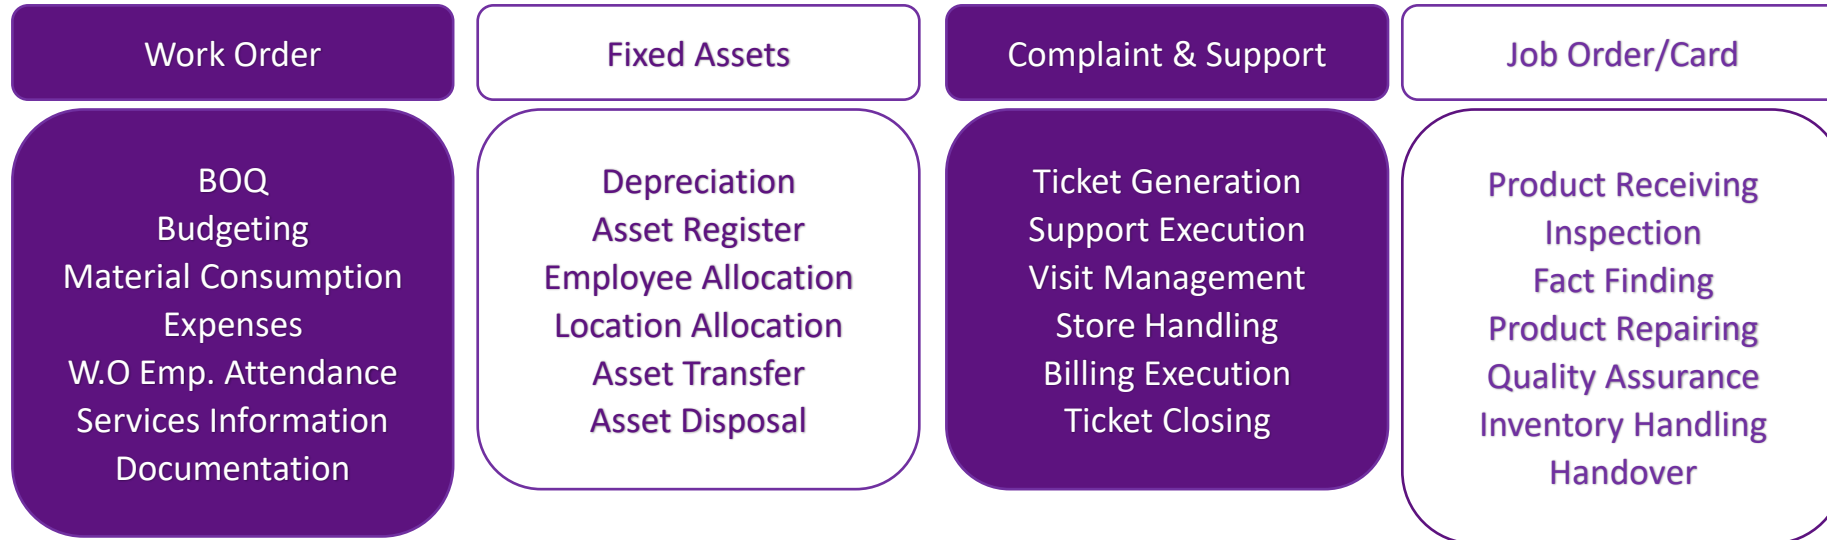 Work Order
BOQ
Budgeting
Material Consumption
Expenses
W.O Emp. Attendance
Services Information
Documentation
Fixed Assets
Depreciation
Asset Register
Employee Allocation
Location Allocation
Asset Transfer
Asset Disposal
Complaint & Support
Ticket Generation
Support Execution
Visit Management
Store Handling
Billing Execution
Ticket Closing
Job Order/Card
Product Receiving
Inspection
Fact Finding
Product Repairing
Quality Assurance
Inventory Handling
Handover